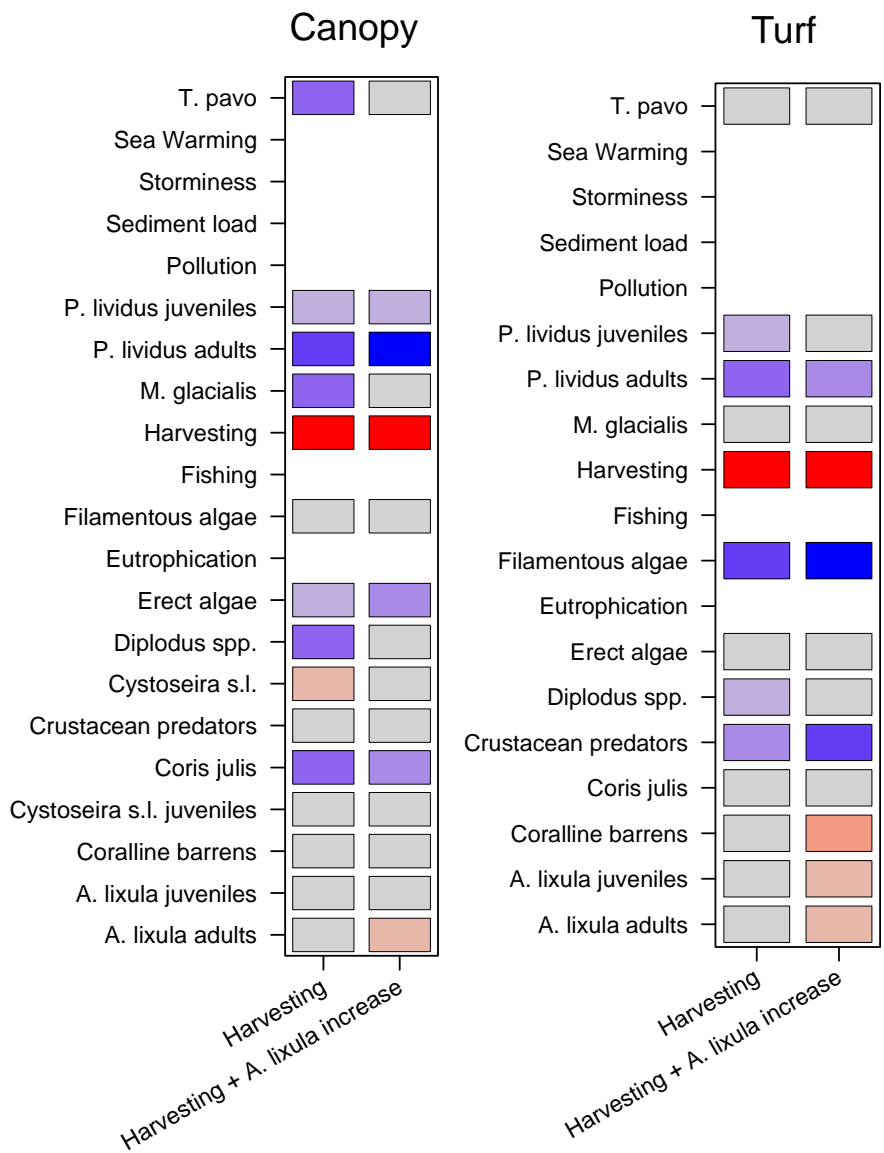 Canopy
T. pavo
Sea Warming
Storminess
Sediment load
Pollution
P. lividus juveniles
P. lividus adults
M. glacialis
Harvesting
Fishing
Filamentous algae
Eutrophication
Erect algae
Diplodus spp.
Cystoseira s.l.
Crustacean predators
Coris julis
Cystoseira s.l. juveniles
Coralline barrens
A. lixula juveniles
A. lixula adults
Harvesting
Harvesting + A. lixula increase
Turf
T. pavo
Sea Warming
Storminess
Sediment load
Pollution
P. lividus juveniles
P. lividus adults
M. glacialis
Harvesting
Fishing
Filamentous algae
Eutrophication
Erect algae
Diplodus spp.
Crustacean predators
Coris julis
Coralline barrens
A. lixula juveniles
A. lixula adults
Harvesting
Harvesting + A. lixula increase